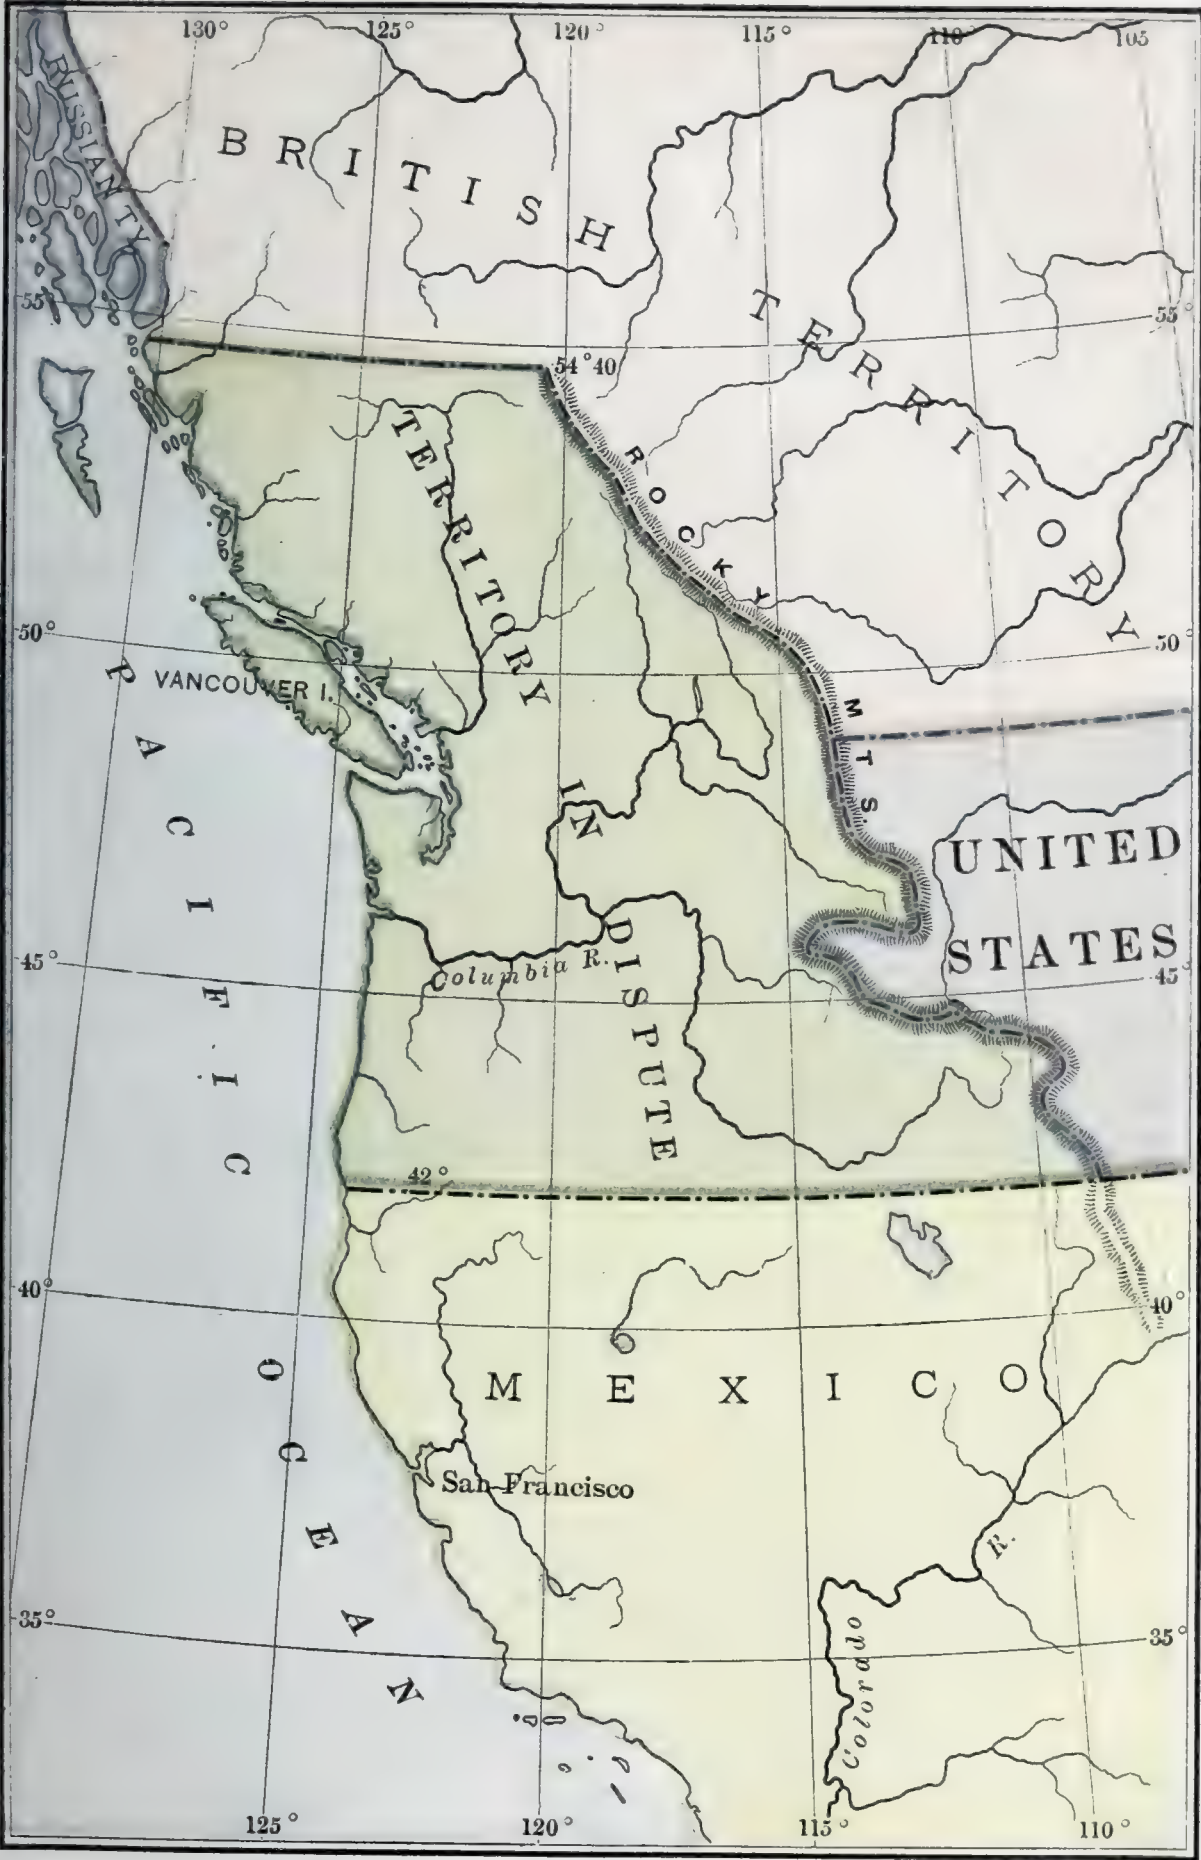 130° 125° 120° 115° 110 105
RUSSIAN TY.
BRITISH
TERRITORY
55° 55°
54°40'
ROCKY MTS.
TERRITORY
IN
DISPUTE
50° 50°
VANCOUVER I.
PACIFIC
OCEAN
UNITED
STATES
45° 45°
Columbia R.
42°
40° 40°
MEXICO
San Francisco
Colorado R.
35° 35°
125° 120° 115° 110°